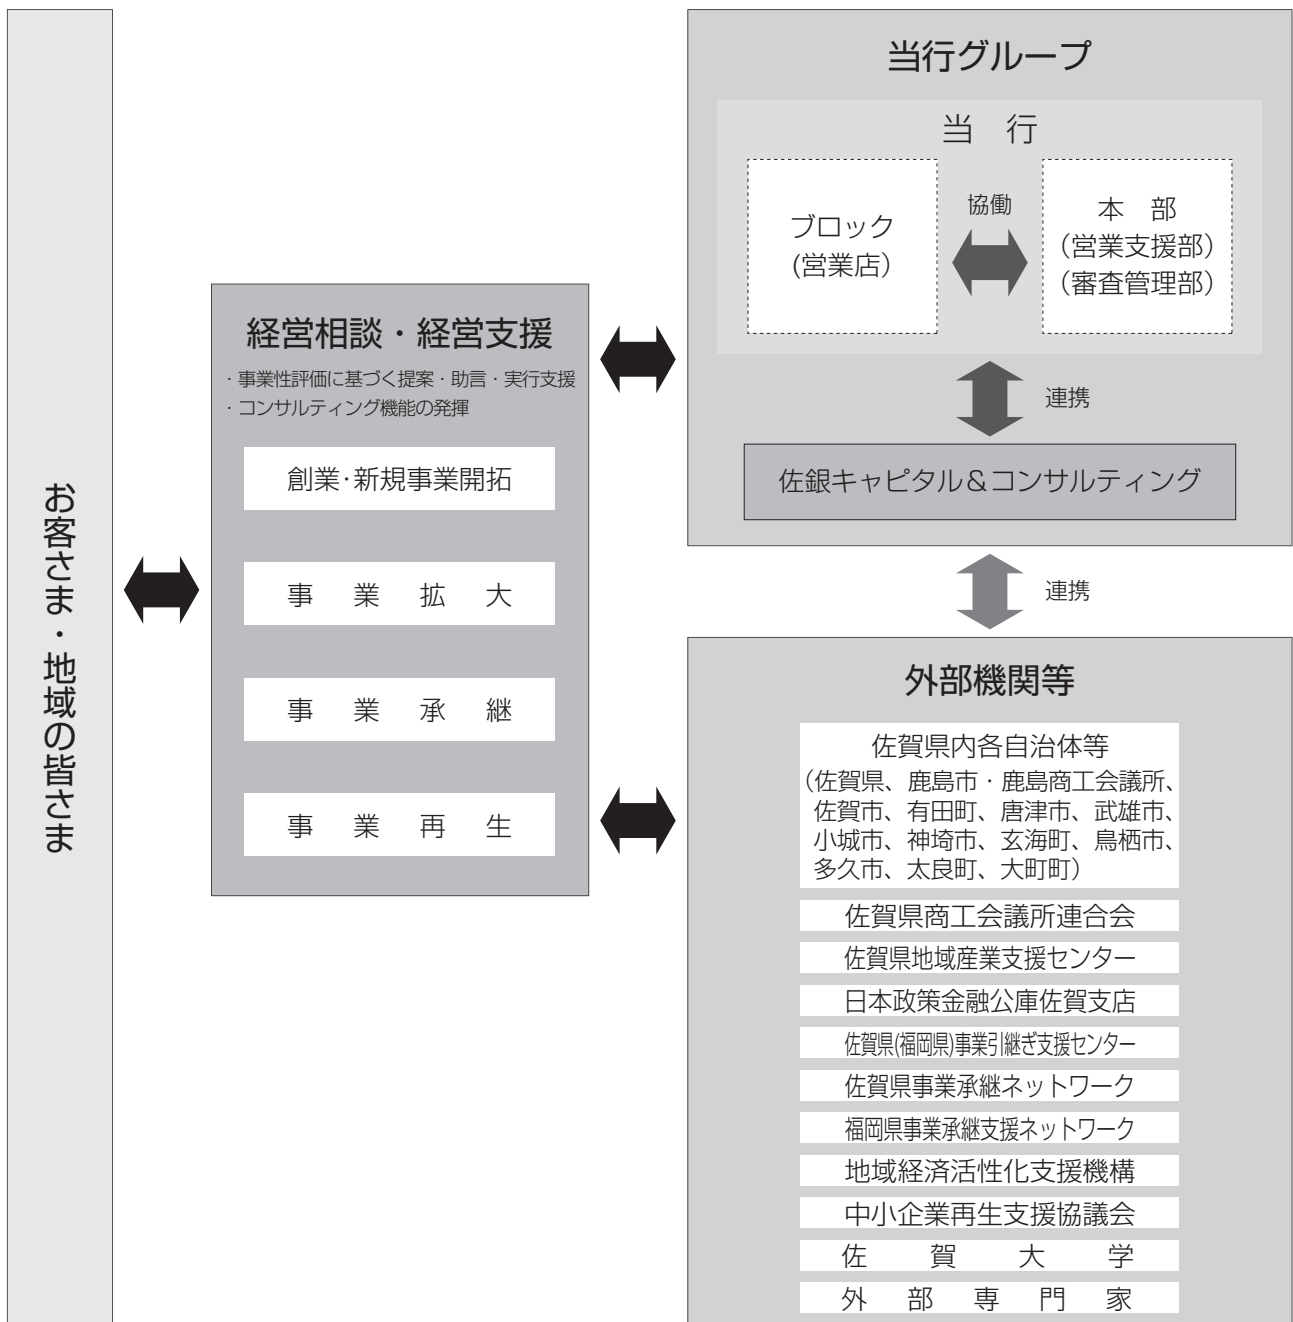 お客さま・地域の皆さま
経営相談・経営支援
・事業性評価に基づく提案・助言・実行支援
・コンサルティング機能の発揮
創業･新規事業開拓
事業拡大
事業承継
事業再生
当行グループ
当行
ブロック
(営業店）
協働
本部
（営業支援部）
（審査管理部）
連携
佐銀キャピタル＆コンサルティング
連携
外部機関等
佐賀県内各自治体等
（佐賀県、鹿島市・鹿島商工会議所、
佐賀市、有田町、唐津市、武雄市、
小城市、神埼市、玄海町、鳥栖市、
多久市、太良町、大町町）
佐賀県商工会議所連合会
佐賀県地域産業支援センター
日本政策金融公庫佐賀支店
佐賀県(福岡県)事業引継ぎ支援センター
佐賀県事業承継ネットワーク
福岡県事業承継支援ネットワーク
地域経済活性化支援機構
中小企業再生支援協議会
佐賀大学
外部専門家